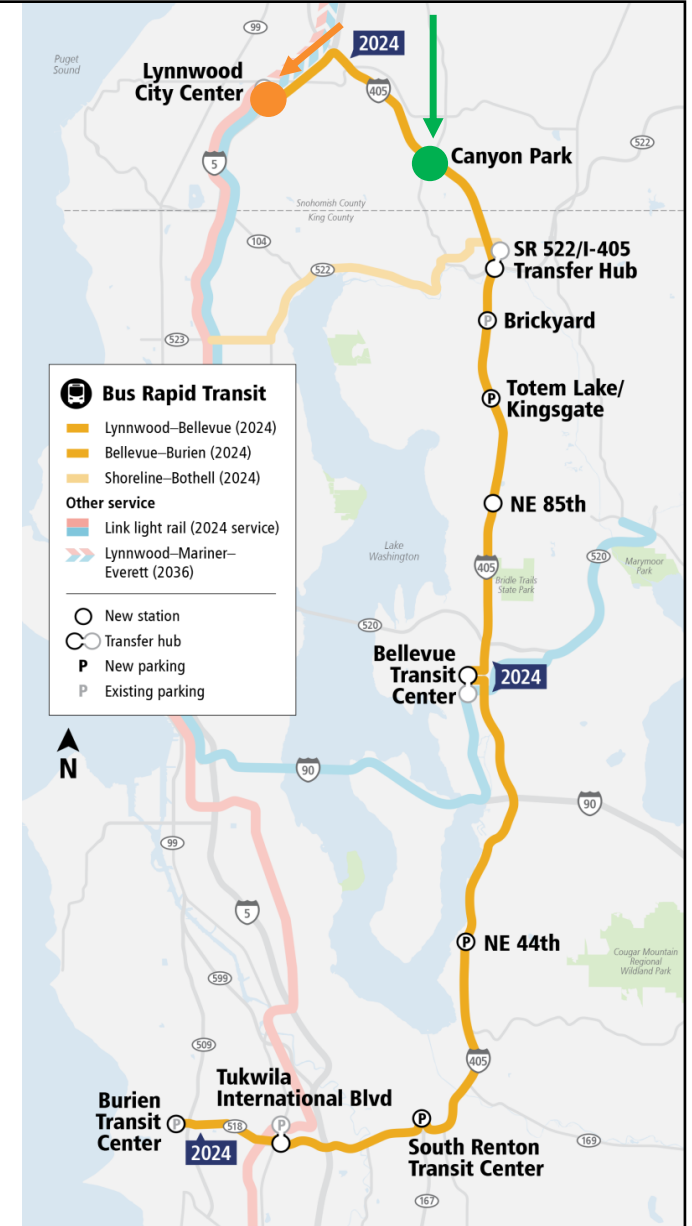 99
2024
Puget
Sound
Lynnwood
City Center
405
522
5
Canyon Park
Snohomish County
King County
104
SR 522/I-405
Transfer Hub
522
P
Brickyard
523
Bus Rapid Transit
Lynnwood–Bellevue (2024)
Bellevue–Burien (2024)
Shoreline–Bothell (2024)
Other service
Link light rail (2024 service)
Lynnwood–Mariner–
Everett (2036)
New station
Transfer hub
P New parking
P Existing parking
P
Totem Lake/
Kingsgate
NE 85th
Lake
Washington
405
Bridle Trails
State Park
520
Marymoor
Park
520
Bellevue
Transit
Center
2024
N
90
90
99
5
P
NE 44th
Cougar Mountain
Regional
Wildland Park
599
509
405
Tukwila
International Blvd
Burien
Transit
Center
P
518
P
P
2024
South Renton
Transit Center
169
167